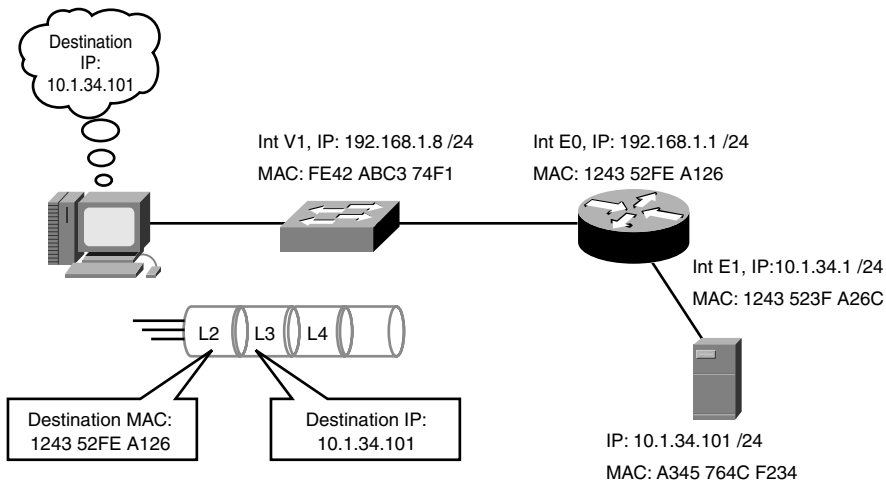 Destination
IP:
10.1.34.101
Int V1, IP: 192.168.1.8 /24
MAC: FE42 ABC3 74F1
Int E0, IP: 192.168.1.1 /24
MAC: 1243 52FE A126
Int E1, IP:10.1.34.1 /24
MAC: 1243 523F A26C
L2
L3
L4
Destination MAC:
1243 52FE A126
Destination IP:
10.1.34.101
IP: 10.1.34.101 /24
MAC: A345 764C F234